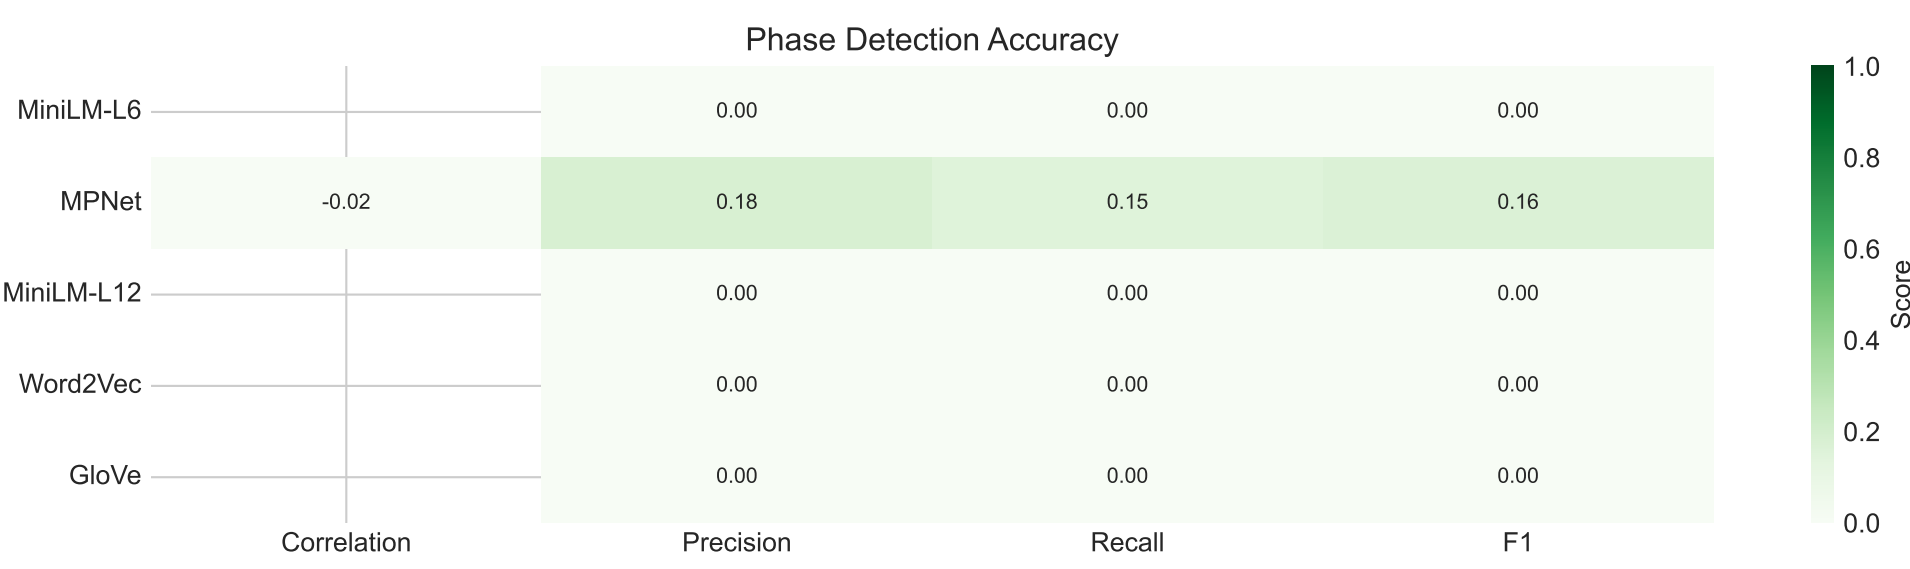 Phase Detection Accuracy
MiniLM-L6 0.00 0.00 0.00
MPNet -0.02 0.18 0.15 0.16
MiniLM-L12 0.00 0.00 0.00
Word2Vec 0.00 0.00 0.00
GloVe 0.00 0.00 0.00
Correlation Precision Recall F1
1.0
0.8
0.6
0.4
0.2
0.0
Score